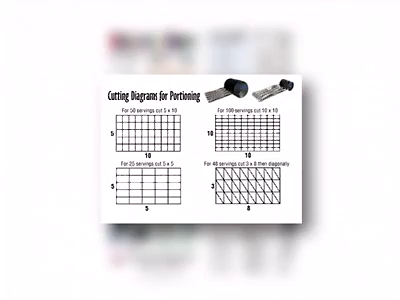 Cutting Diagrams for Portioning
For 50 servings cut 5 x 10
5
10
For 100 servings cut 10 x 10
10
10
For 25 servings cut 5 x 5
5
5
For 48 servings cut 3 x 8 then diagonally
3
8